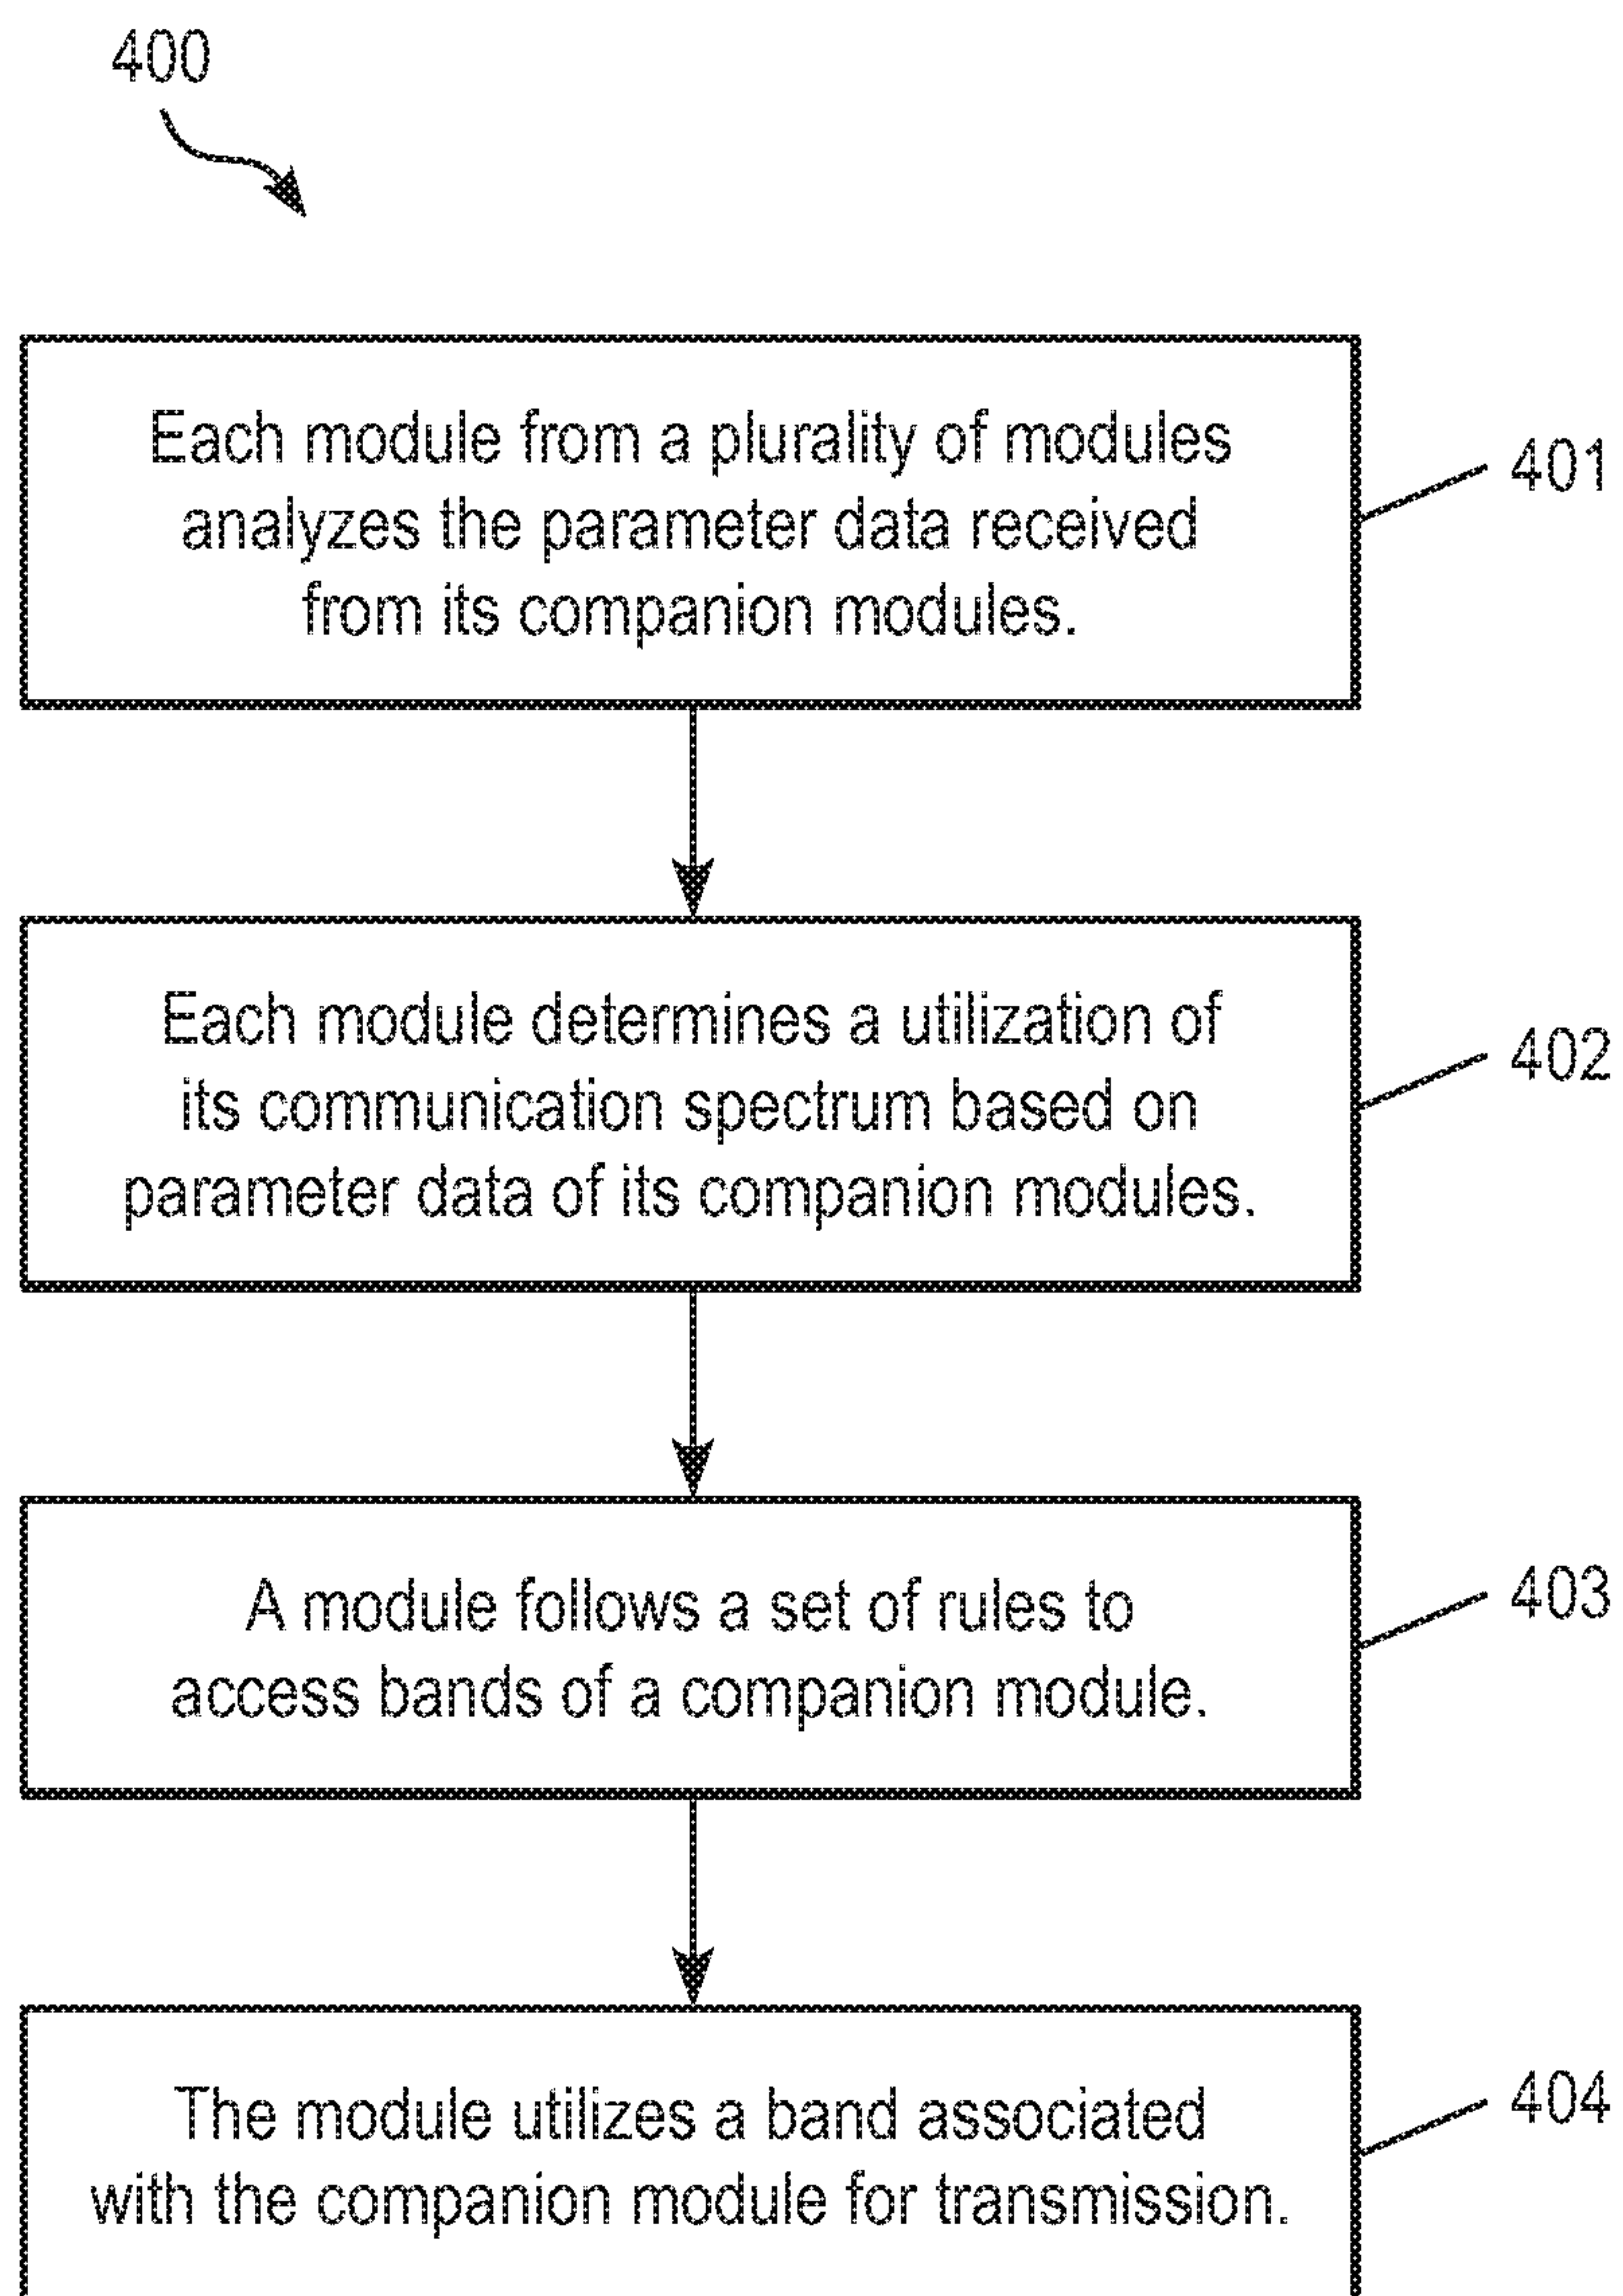 400
Each module from a plurality of modules
analyzes the parameter data received
from its companion modules.
401
Each module determines a utilization of
its communication spectrum based on
parameter data of its companion modules.
402
A module follows a set of rules to
access bands of a companion module.
403
The module utilizes a band associated
with the companion module for transmission.
404